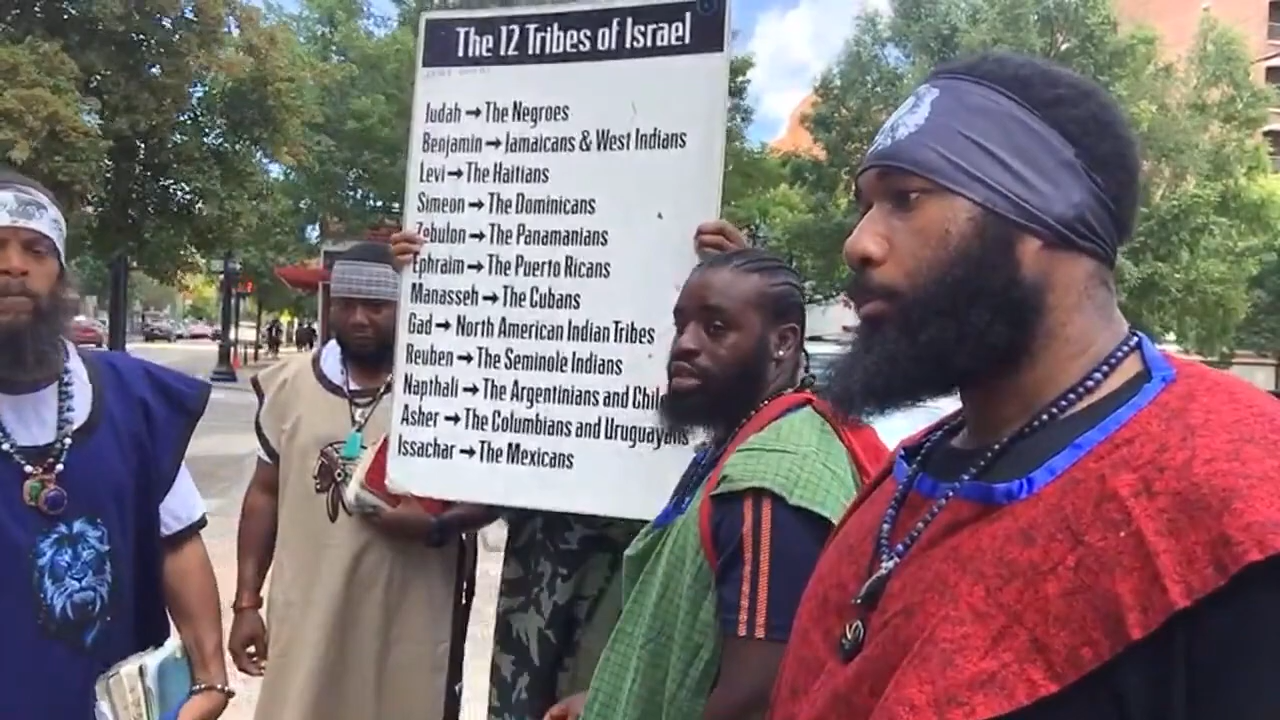 The 12 Tribes of Israel
Judah → The Negroes
Benjamin → Jamaicans & West Indians
Levi → The Haitians
Simeon → The Dominicans
Zebulon → The Panamanians
Ephraim → The Puerto Ricans
Manasseh → The Cubans
Gad → North American Indian Tribes
Reuben → The Seminole Indians
Napthali → The Argentinians and Chile
Asher → The Columbians and Uruguayans
Issachar → The Mexicans